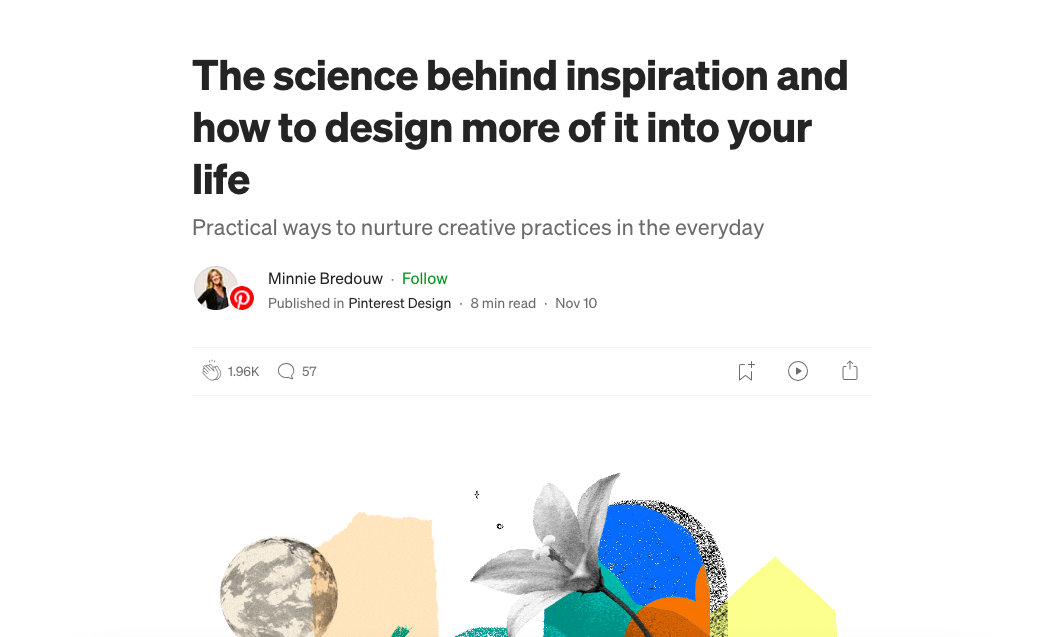 The science behind inspiration and
how to design more of it into your
life
Practical ways to nurture creative practices in the everyday
Minnie Bredouw · Follow
Published in Pinterest Design · 8 min read · Nov 10
1.96K 57